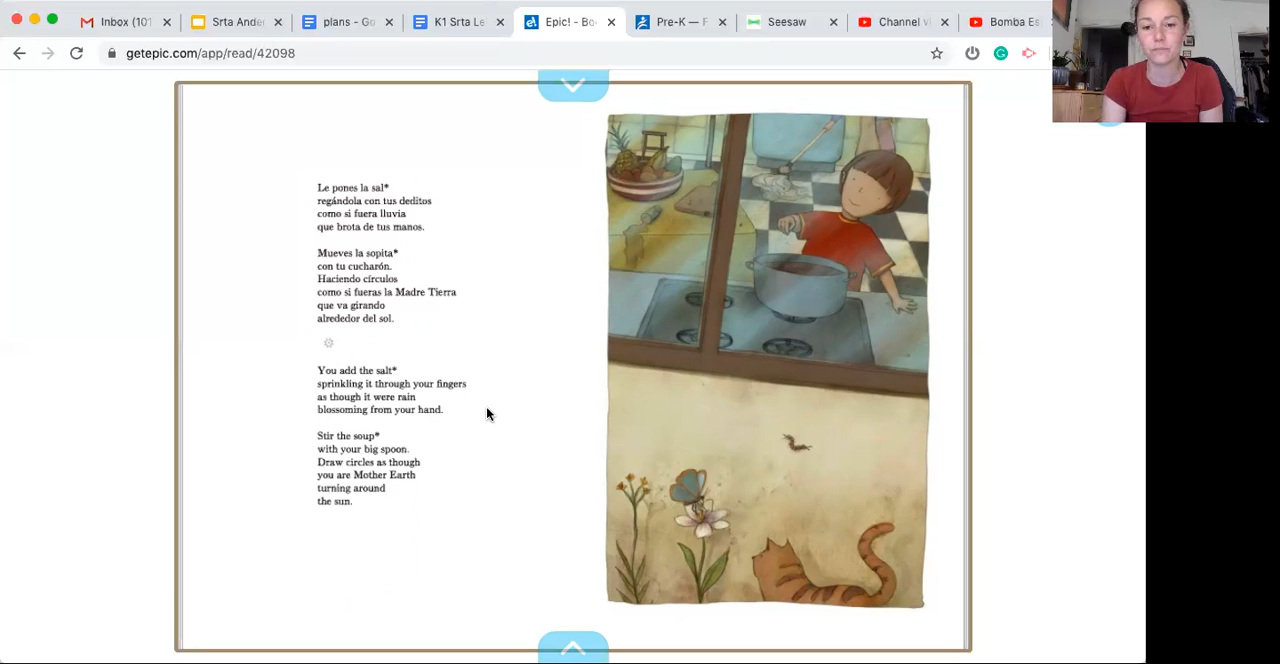 Inbox (101
Srta Ander
plans - Go
K1 Srta Le
Epic! - Bo
Pre-K — F
Seesaw
Channel v
Bomba Es
getepic.com/app/read/42098
Le pones la sal*
regándola con tus deditos
como si fuera lluvia
que brota de tus manos.
Mueves la sopita*
con tu cucharón.
Haciendo círculos
como si fueras la Madre Tierra
que va girando
alrededor del sol.
You add the salt*
sprinkling it through your fingers
as though it were rain
blossoming from your hand.
Stir the soup*
with your big spoon.
Draw circles as though
you are Mother Earth
turning around
the sun.